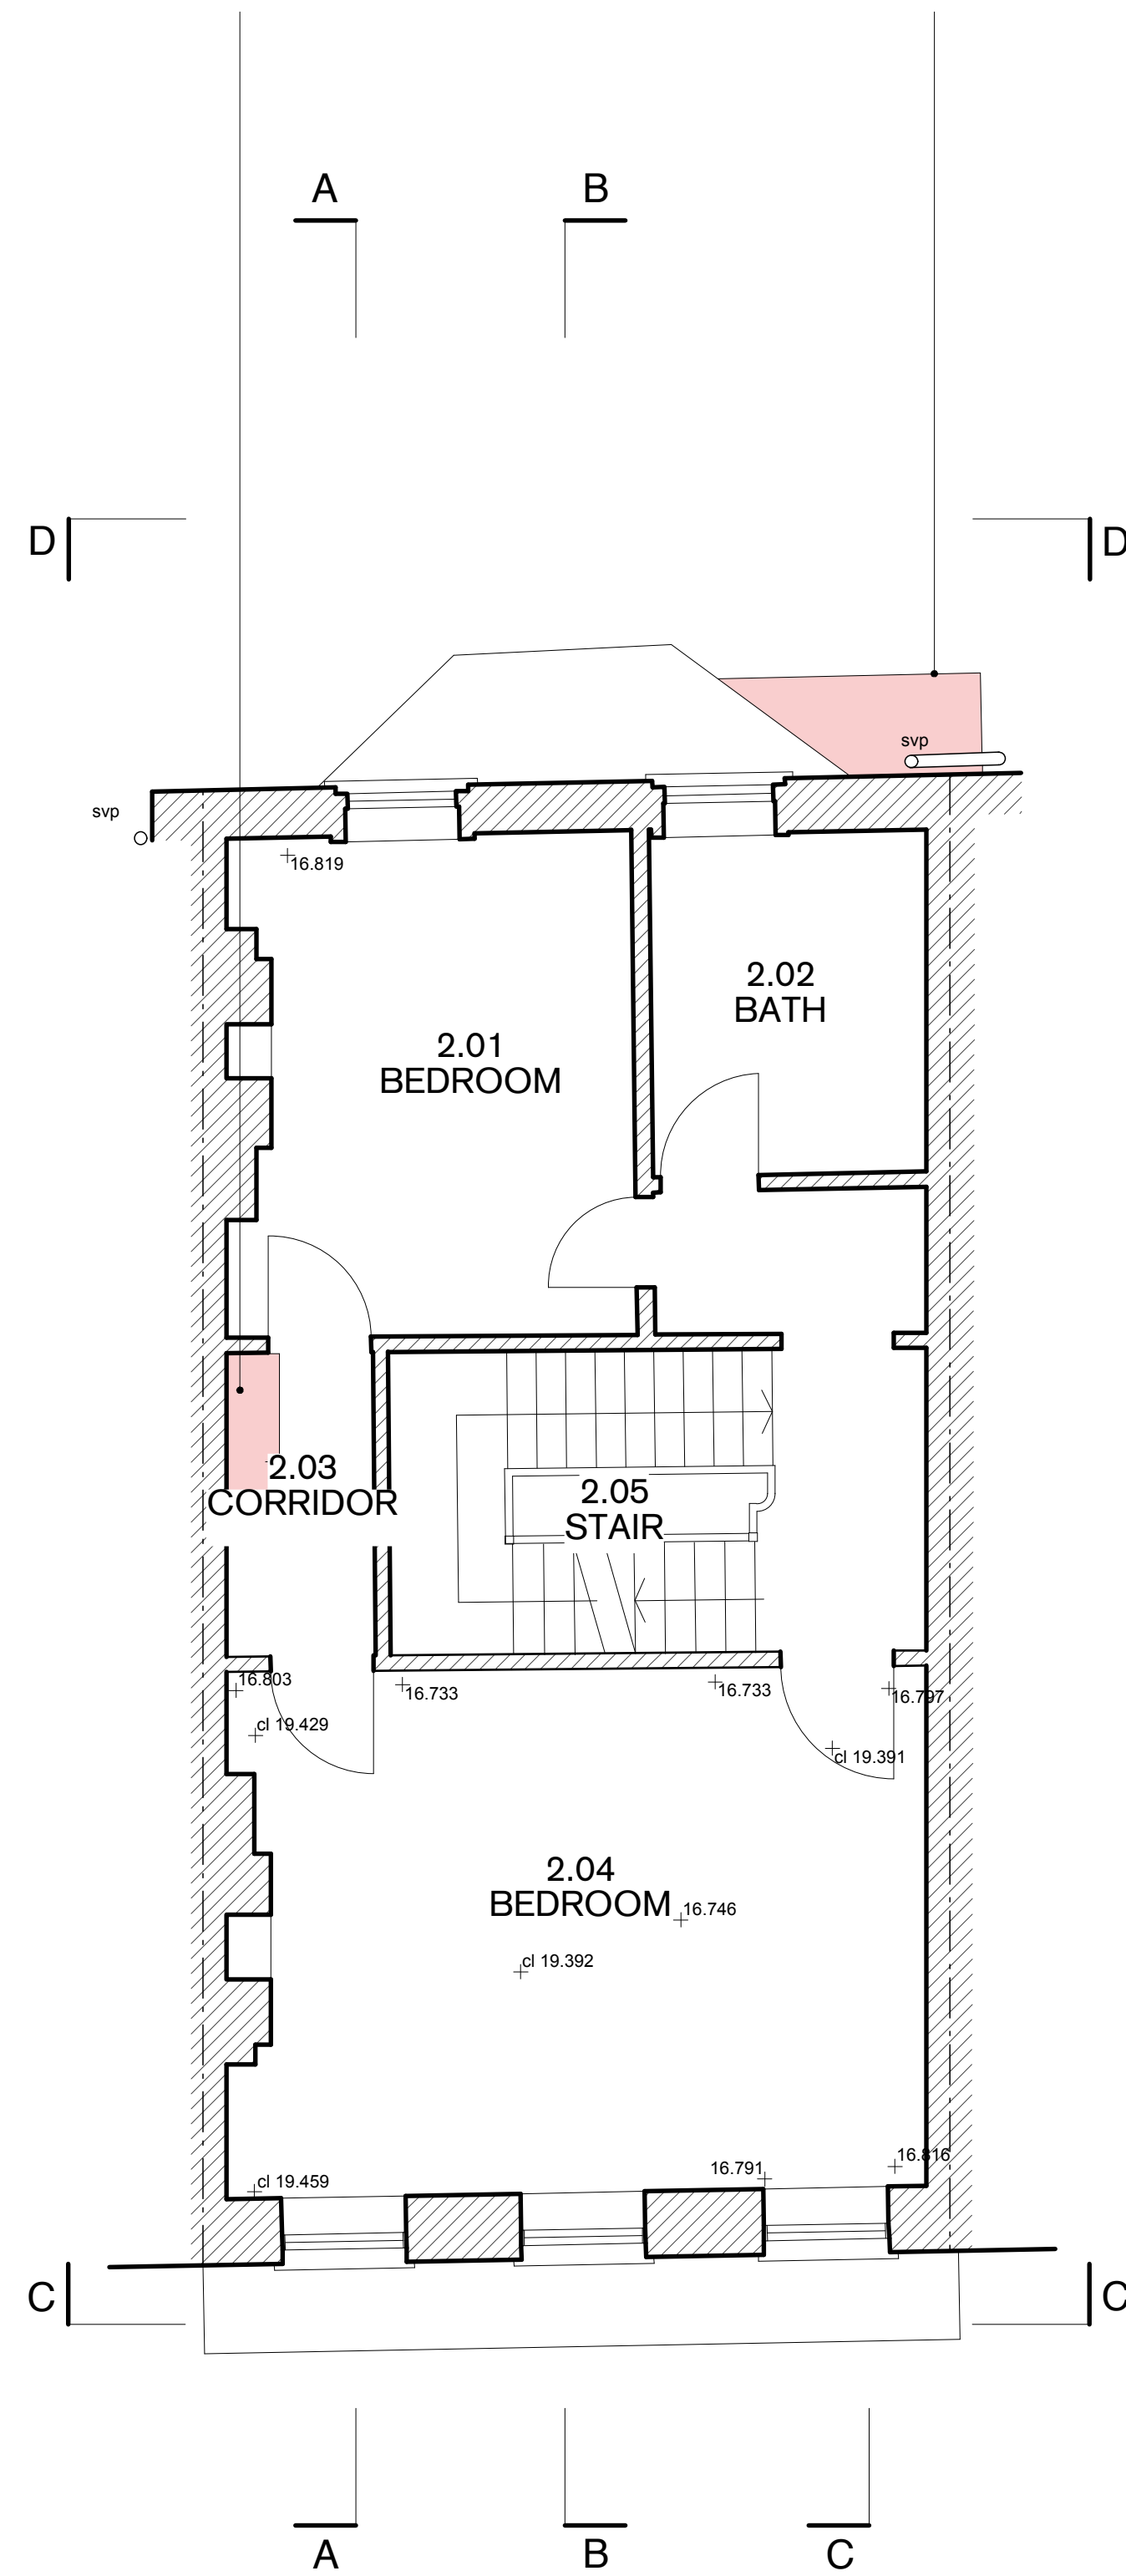 A
B
D
D
svp
svp
16.819
2.02
BATH
2.01
BEDROOM
2.03
CORRIDOR
2.05
STAIR
16.803
16.733
16.733
16.797
cl 19.429
cl 19.391
2.04
BEDROOM
16.746
cl 19.392
16.816
16.791
cl 19.459
C
C
A
B
C